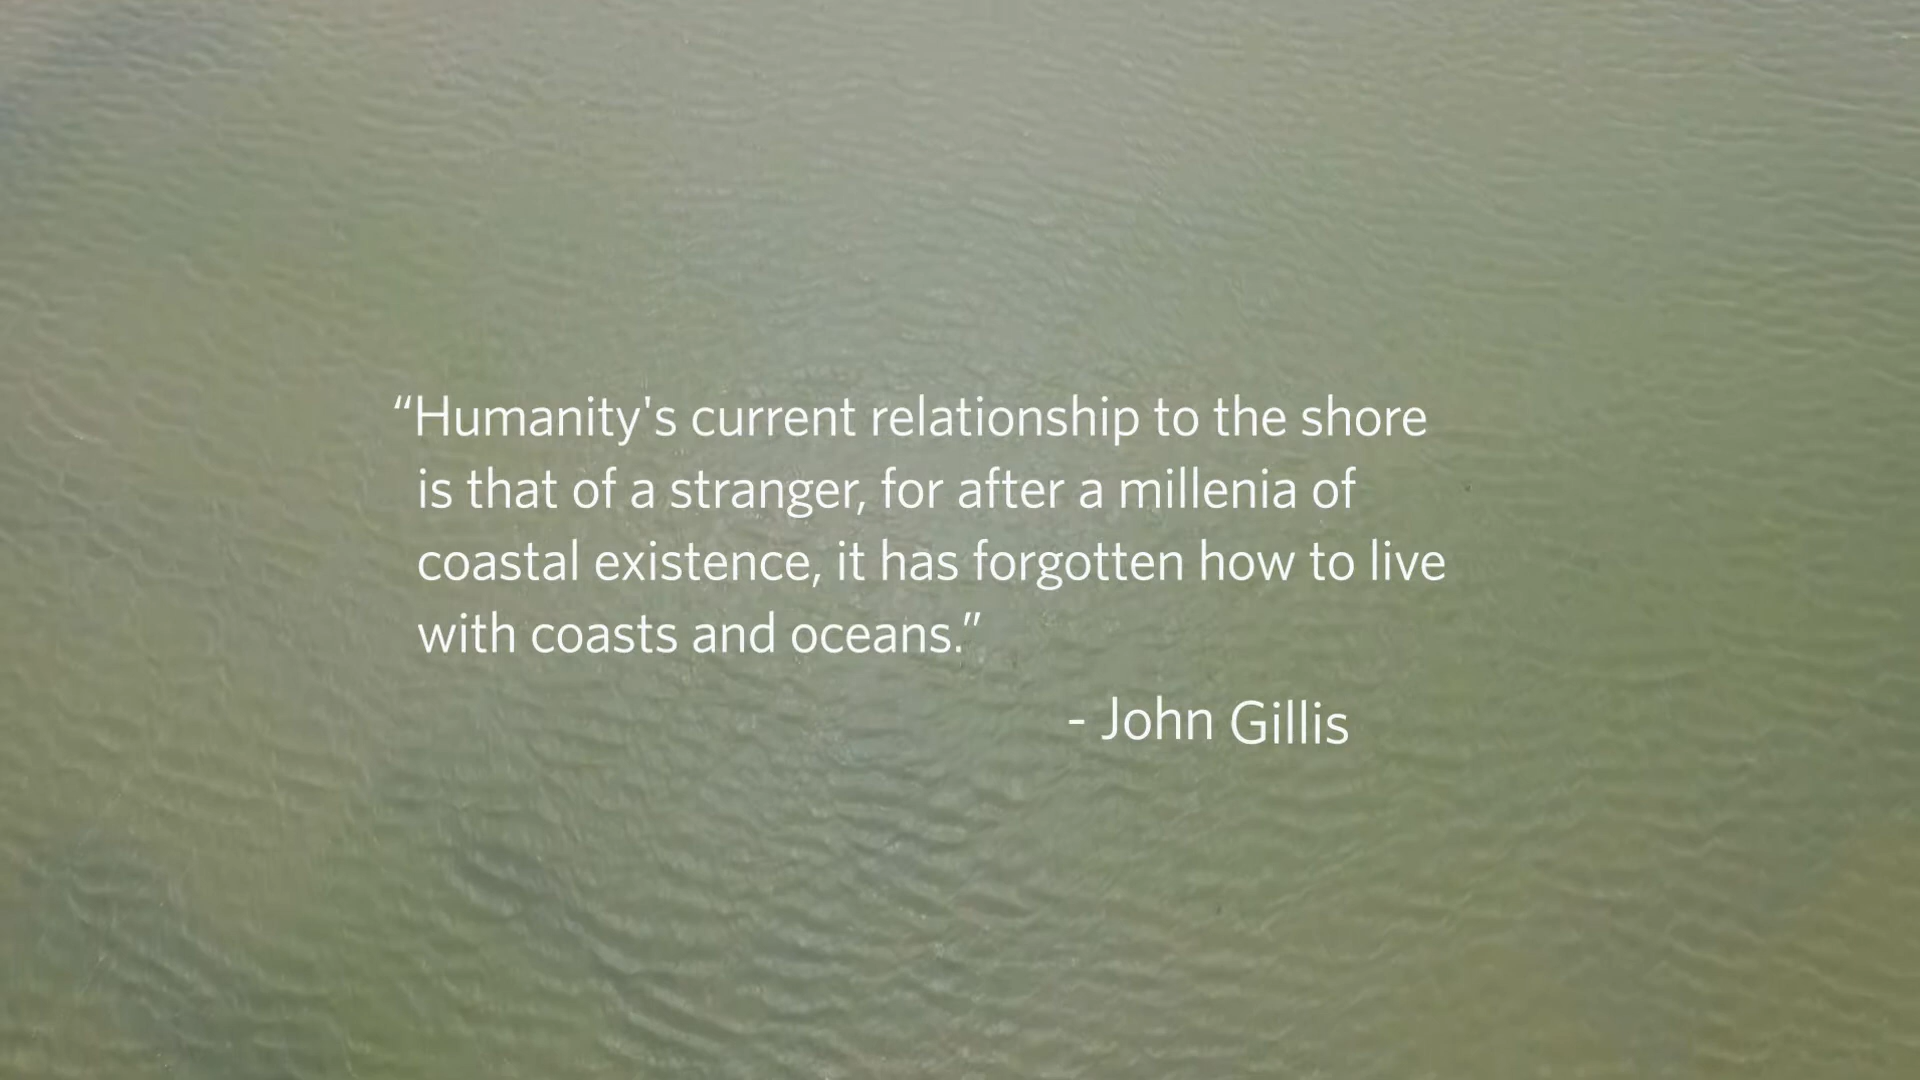 “Humanity's current relationship to the shore
is that of a stranger, for after a millenia of
coastal existence, it has forgotten how to live
with coasts and oceans.”
- John Gillis